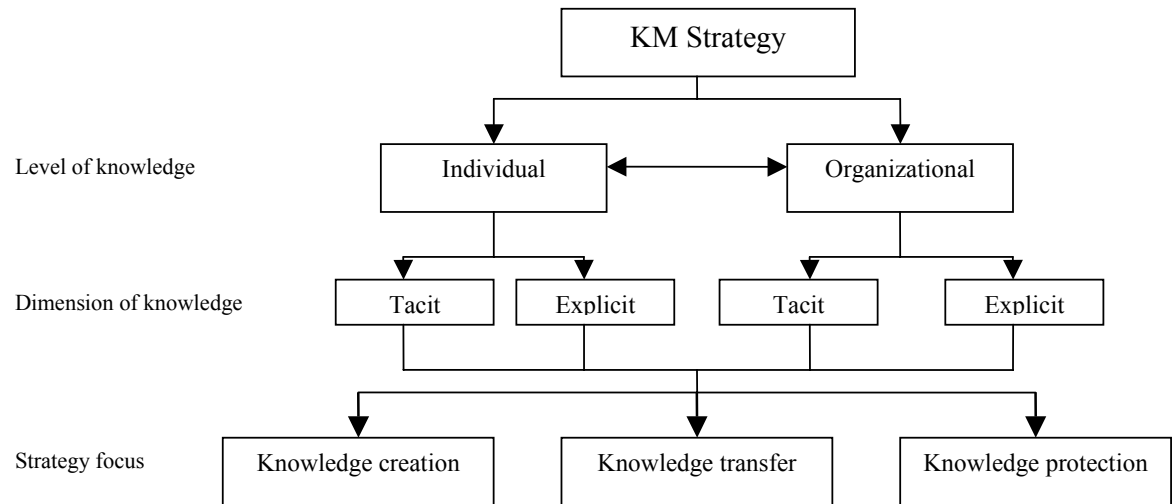 KM Strategy
Level of knowledge
Individual
Organizational
Dimension of knowledge
Tacit
Explicit
Tacit
Explicit
Strategy focus
Knowledge creation
Knowledge transfer
Knowledge protection